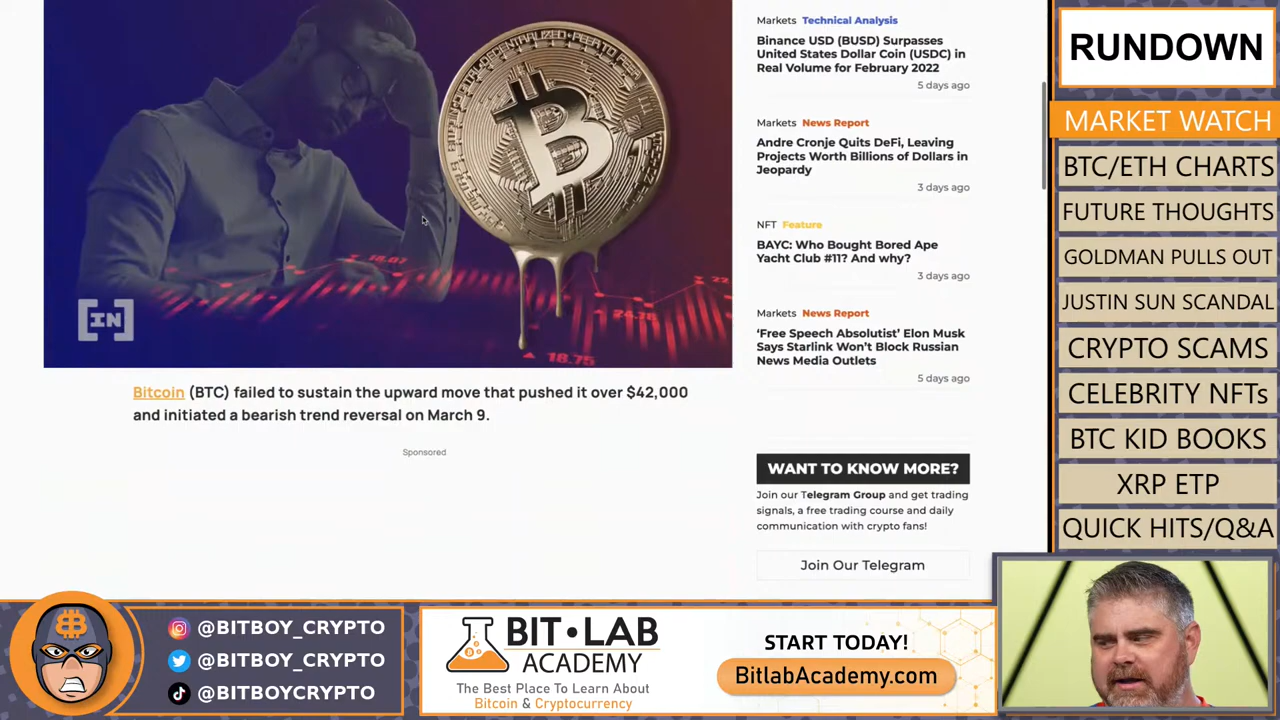 Markets Technical Analysis
Binance USD (BUSD) Surpasses
United States Dollar Coin (USDC) in
Real Volume for February 2022
5 days ago
Markets News Report
Andre Cronje Quits DeFi, Leaving
Projects Worth Billions of Dollars in
Jeopardy
3 days ago
NFT Feature
BAYC: Who Bought Bored Ape
Yacht Club #11? And why?
3 days ago
Markets News Report
‘Free Speech Absolutist’ Elon Musk
Says Starlink Won’t Block Russian
News Media Outlets
5 days ago
[IN]
18.07
24.75
22
18.75
Bitcoin (BTC) failed to sustain the upward move that pushed it over $42,000
and initiated a bearish trend reversal on March 9.
Sponsored
WANT TO KNOW MORE?
Join our Telegram Group and get trading
signals, a free trading course and daily
communication with crypto fans!
Join Our Telegram
RUNDOWN
MARKET WATCH
BTC/ETH CHARTS
FUTURE THOUGHTS
GOLDMAN PULLS OUT
JUSTIN SUN SCANDAL
CRYPTO SCAMS
CELEBRITY NFTs
BTC KID BOOKS
XRP ETP
QUICK HITS/Q&A
@BITBOY_CRYPTO
@BITBOY_CRYPTO
@BITBOYCRYPTO
BIT•LAB
ACADEMY
The Best Place To Learn About
Bitcoin & Cryptocurrency
START TODAY!
BitlabAcademy.com